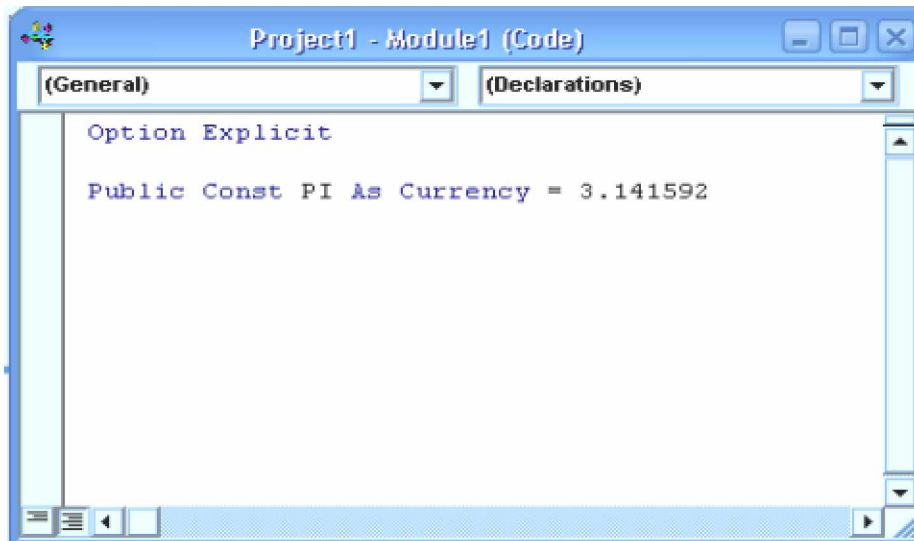 Project1 - Module1 (Code)
(General) (Declarations)
Option Explicit
Public Const PI As Currency = 3.141592